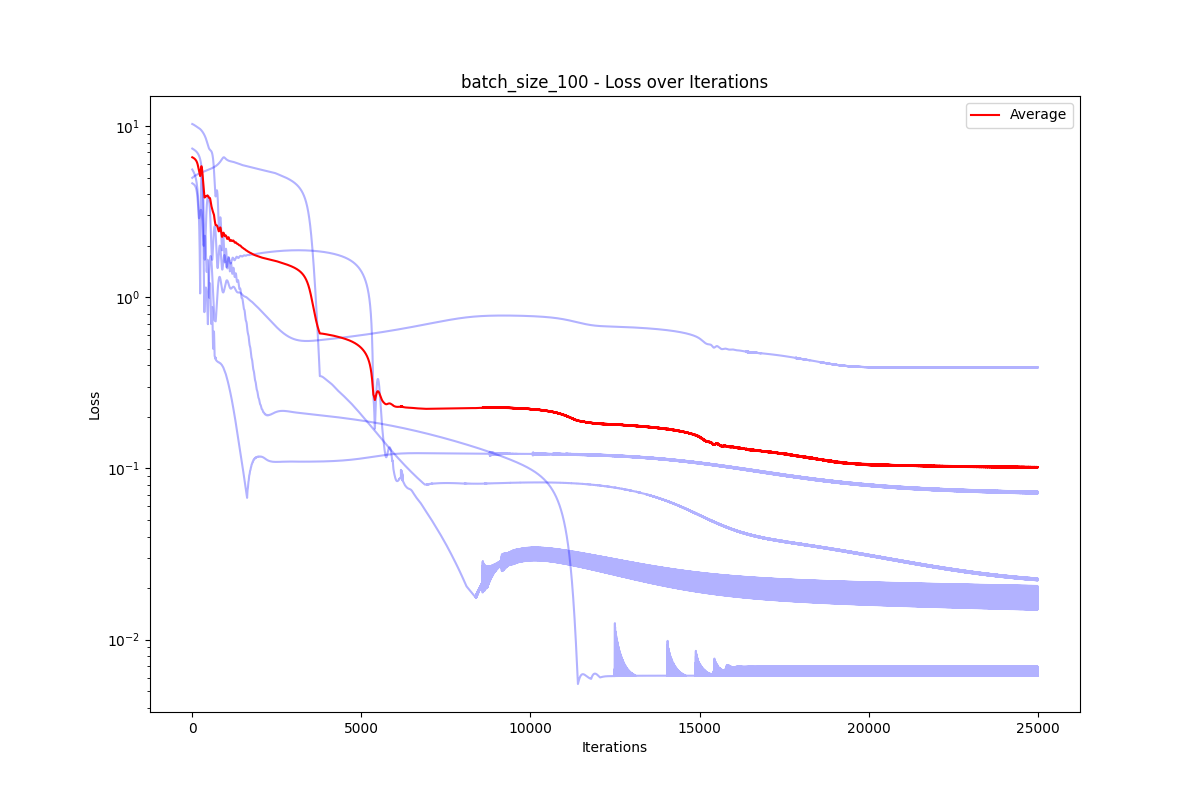 batch_size_100 - Loss over Iterations
Average
10¹
10⁰
10⁻¹
10⁻²
Loss
0 5000 10000 15000 20000 25000
Iterations